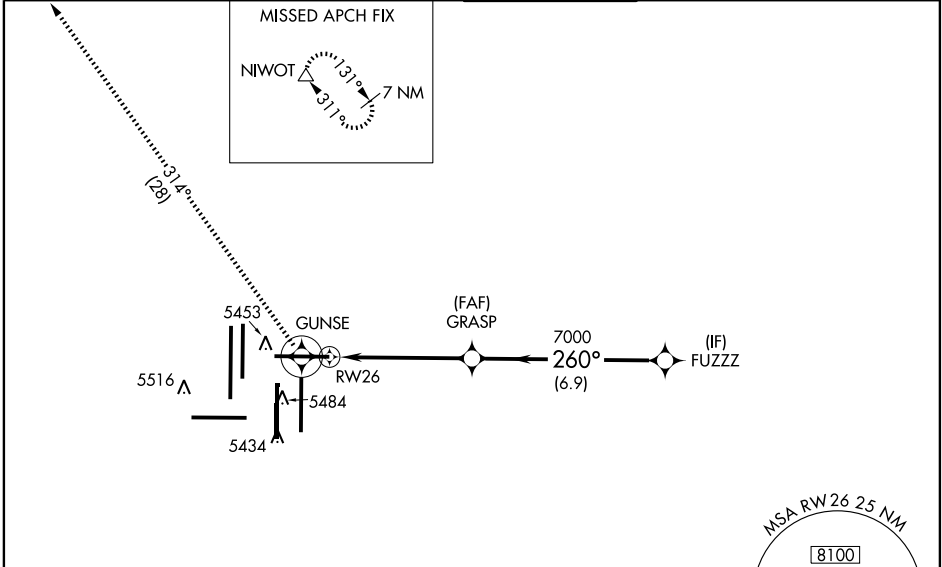 MISSED APCH FIX
NIWOT
131°
7 NM
311°
314°
(28)
(FAF)
GRASP
5453
GUNSE
7000
260°
(6.9)
(IF)
FUZZZ
RW26
5516
5484
5434
MSA RW26 25 NM
8100